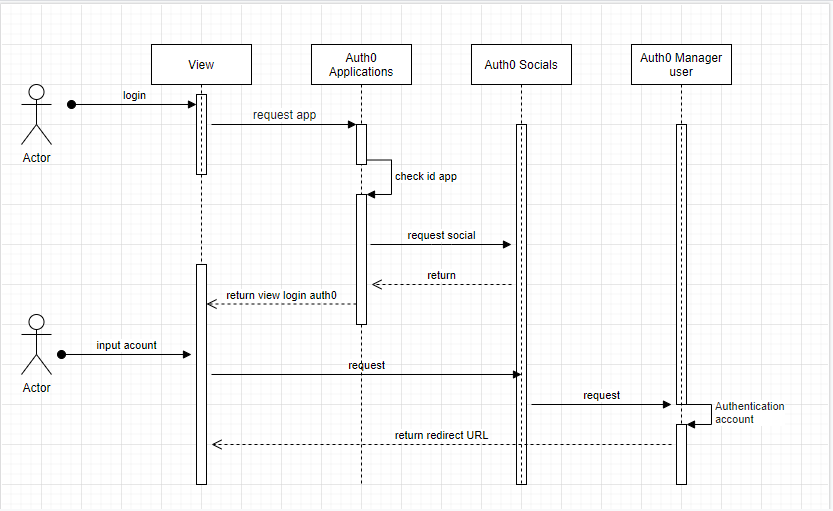 View
Auth0
Applications
Auth0 Socials
Auth0 Manager
user
login
request app
Actor
check id app
request social
return
return view login auth0
input acount
request
Actor
request
Authentication
account
return redirect URL